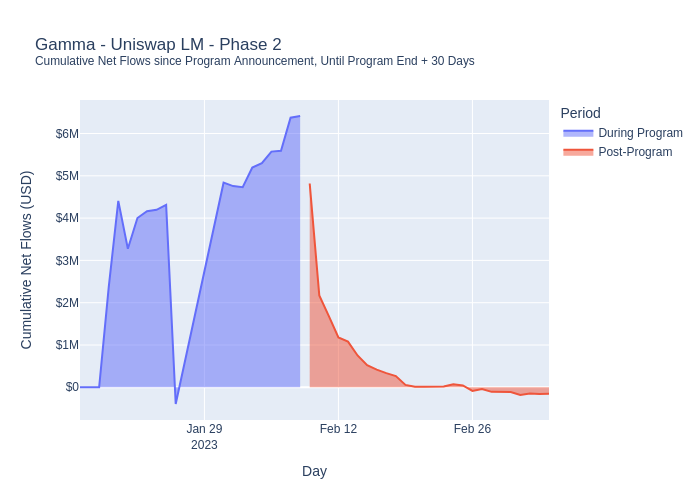 Gamma - Uniswap LM - Phase 2
Cumulative Net Flows since Program Announcement, Until Program End + 30 Days
Period
During Program
Post-Program
Cumulative Net Flows (USD)
$6M
$5M
$4M
$3M
$2M
$1M
$0
Jan 29
2023
Feb 12
Feb 26
Day